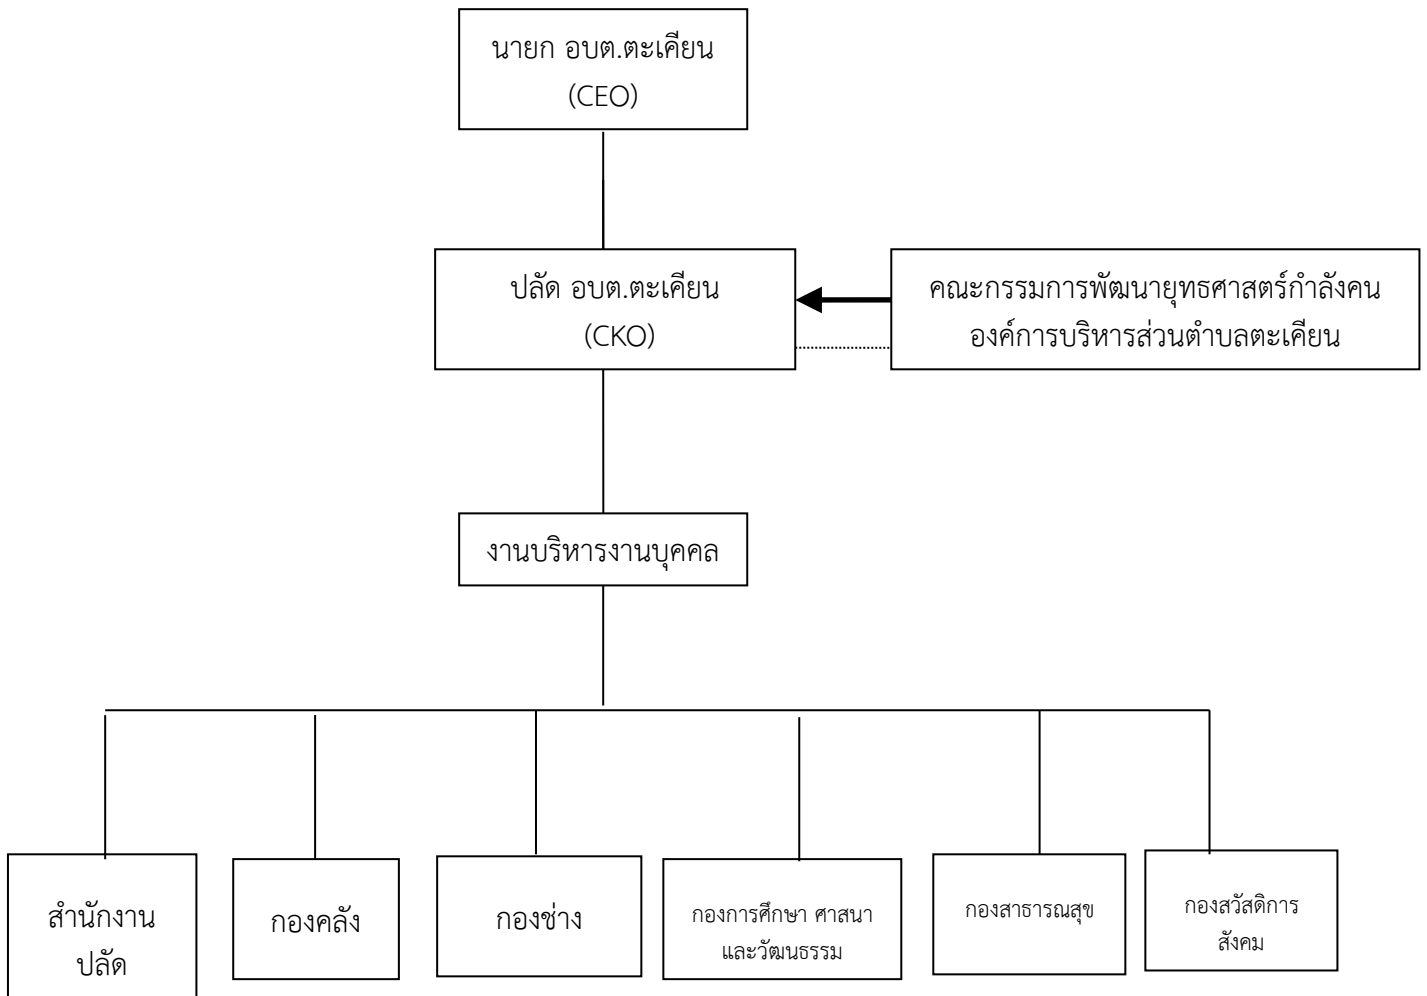 นายก อบต.ตะเคียน
(CEO)
ปลัด อบต.ตะเคียน
(CKO)
คณะกรรมการพัฒนายุทธศาสตร์กำลังคน
องค์การบริหารส่วนตำบลตะเคียน
งานบริหารงานบุคคล
สำนักงาน
ปลัด
กองคลัง
กองช่าง
กองการศึกษา ศาสนา
และวัฒนธรรม
กองสาธารณสุข
กองสวัสดิการ
สังคม